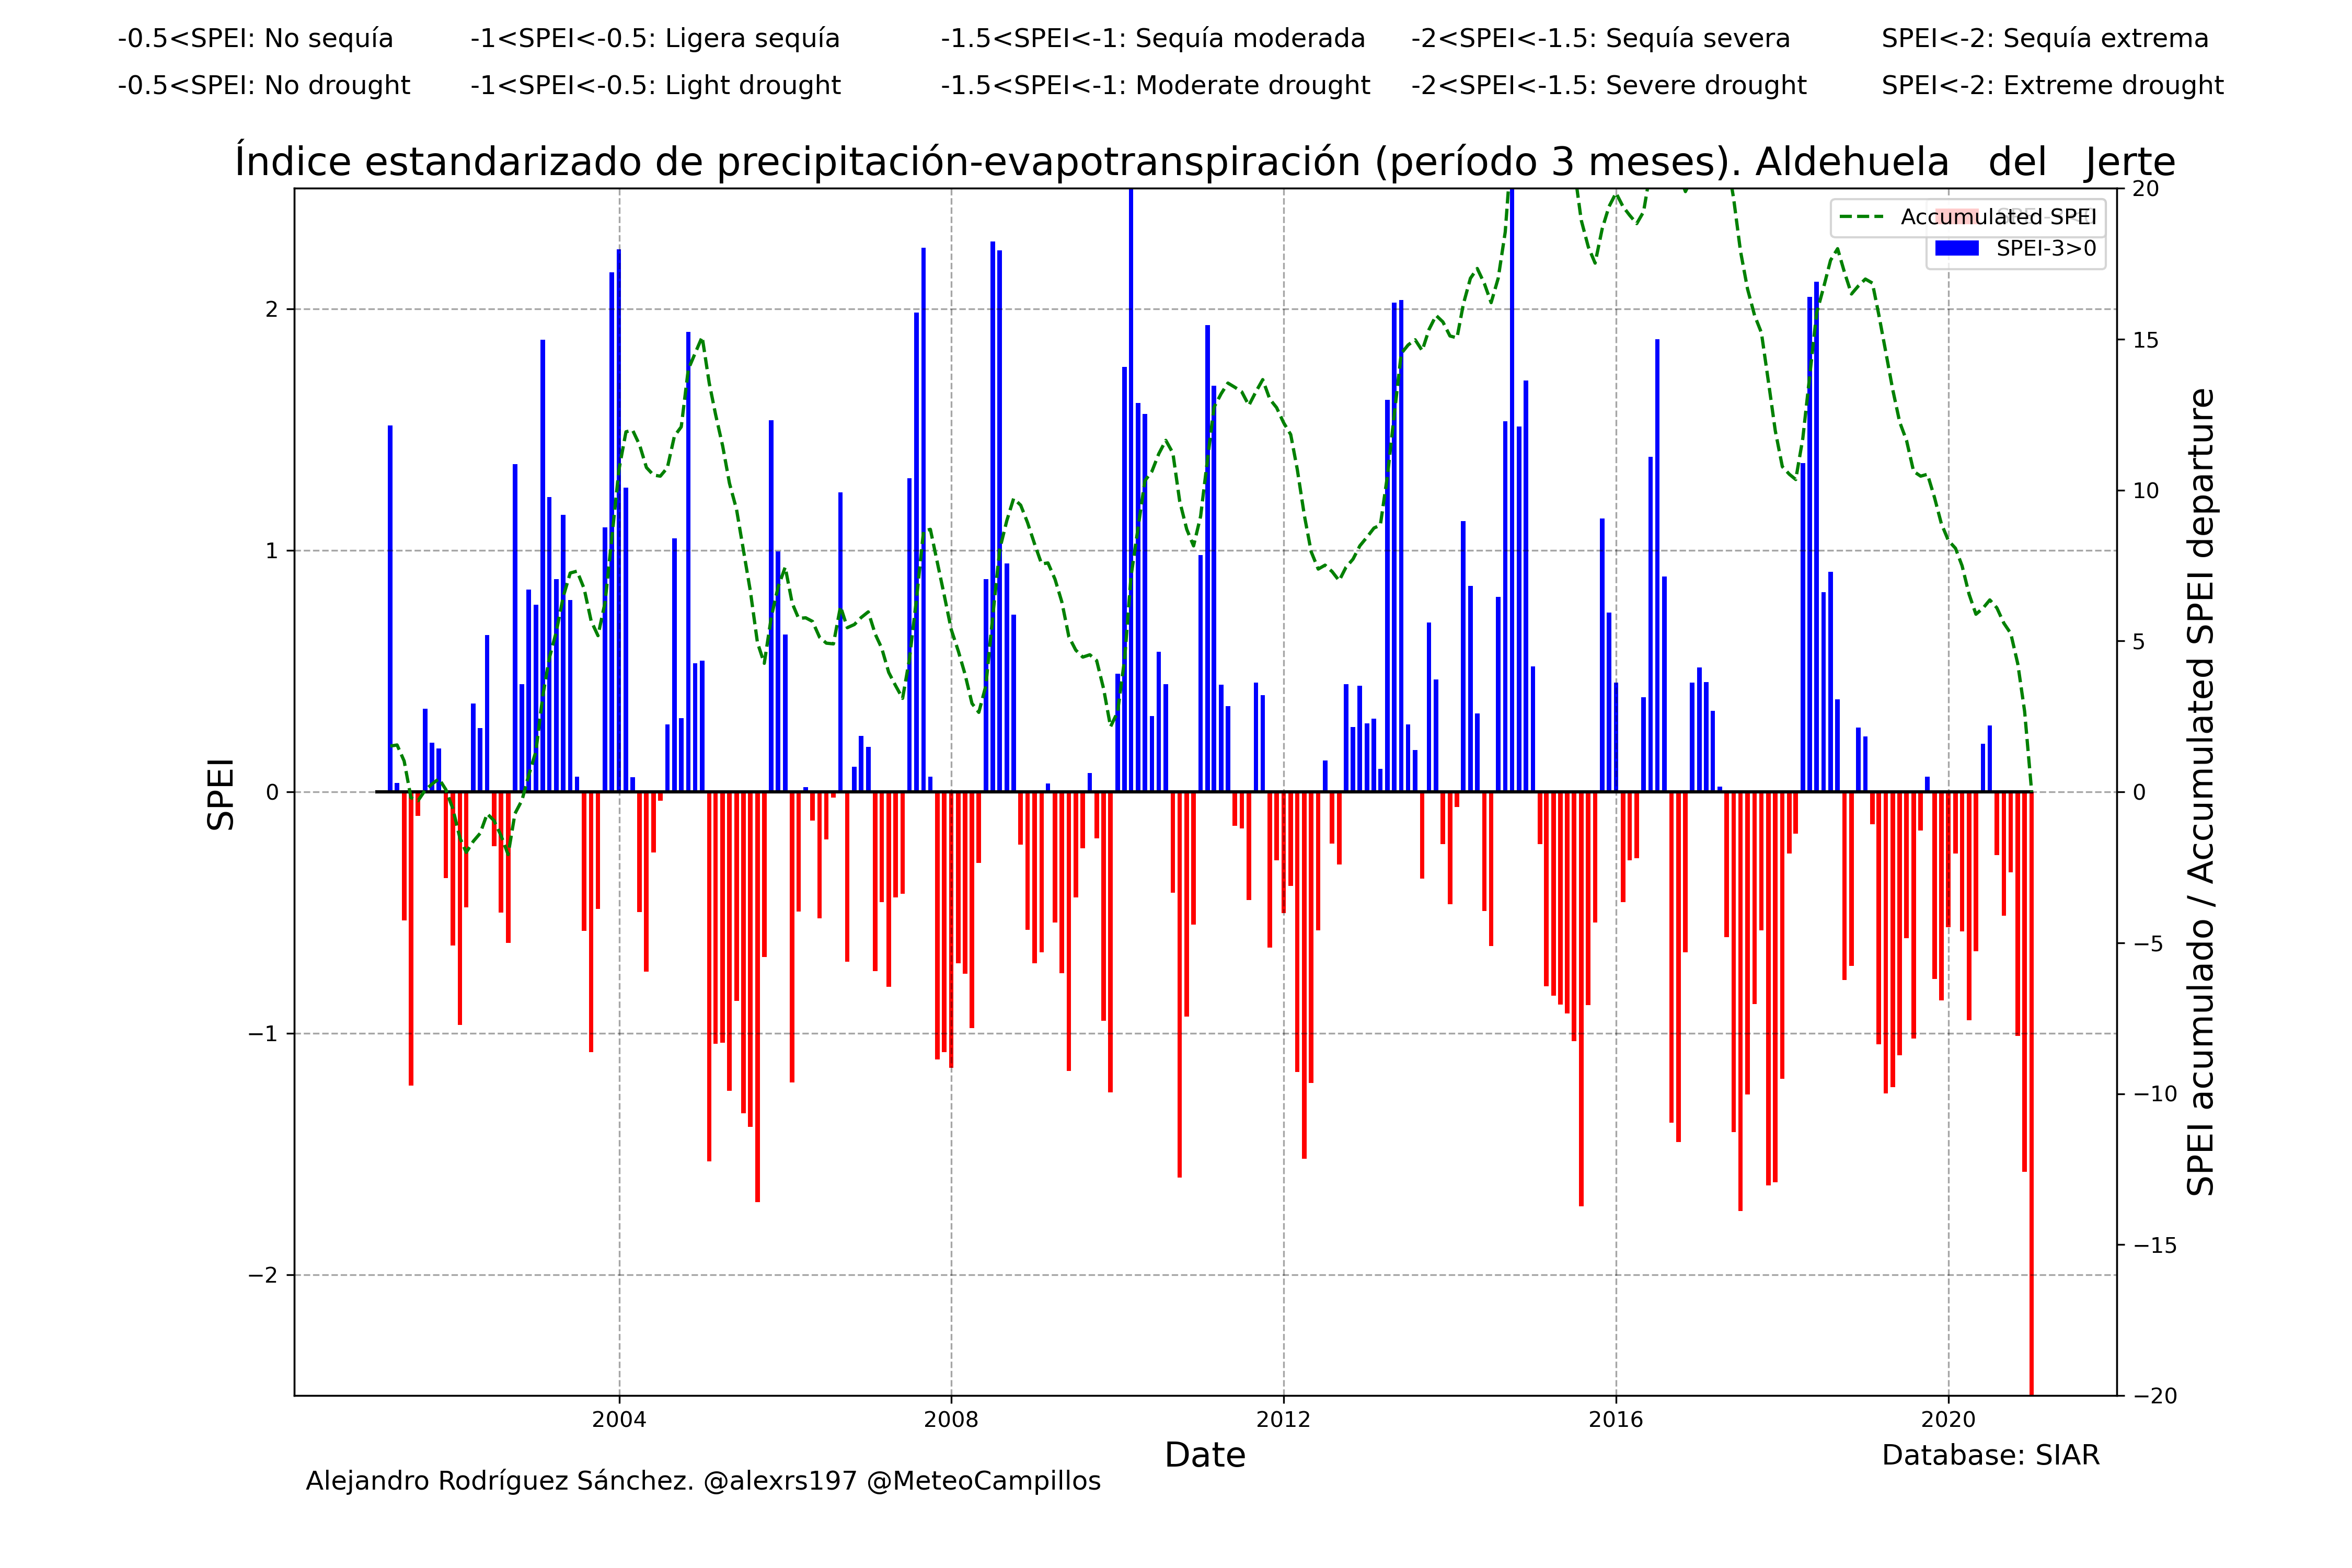 -0.5<SPEI: No sequía -1<SPEI<-0.5: Ligera sequía -1.5<SPEI<-1: Sequía moderada -2<SPEI<-1.5: Sequía severa SPEI<-2: Sequía extrema
-0.5<SPEI: No drought -1<SPEI<-0.5: Light drought -1.5<SPEI<-1: Moderate drought -2<SPEI<-1.5: Severe drought SPEI<-2: Extreme drought
Índice estandarizado de precipitación-evapotranspiración (período 3 meses). Aldehuela del Jerte
Accumulated SPEI
SPEI-3>0
SPEI
2
1
0
−1
−2
20
15
10
5
0
−5
−10
−15
−20
SPEI acumulado / Accumulated SPEI departure
2004 2008 2012 2016 2020
Date
Database: SIAR
Alejandro Rodríguez Sánchez. @alexrs197 @MeteoCampillos